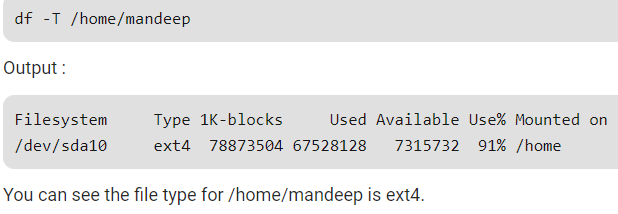 df -T /home/mandeep
Output :
Filesystem     Type 1K-blocks     Used Available Use% Mounted on
/dev/sda10     ext4  78873504 67528128   7315732  91% /home
You can see the file type for /home/mandeep is ext4.